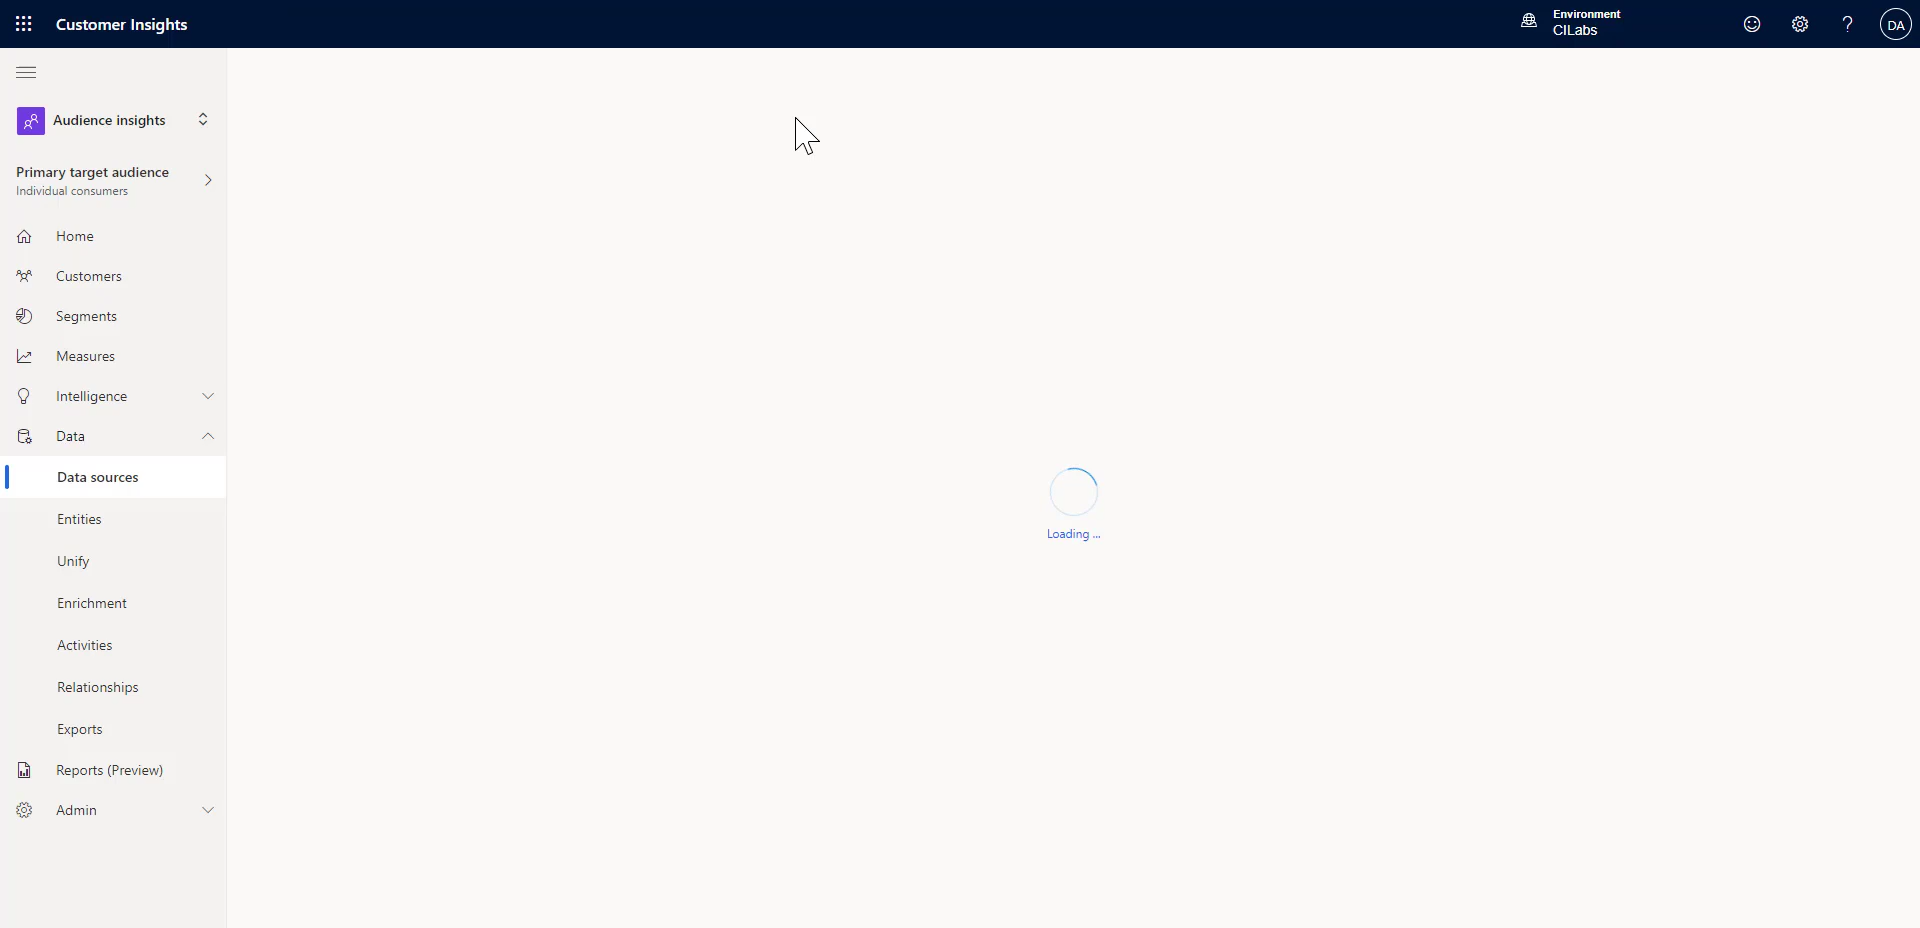 Customer Insights
Environment
CILabs
?
DA
Audience insights
Primary target audience
Individual consumers
Home
Customers
Segments
Measures
Intelligence
Data
Data sources
Entities
Unify
Enrichment
Activities
Relationships
Exports
Reports (Preview)
Admin
Loading ...